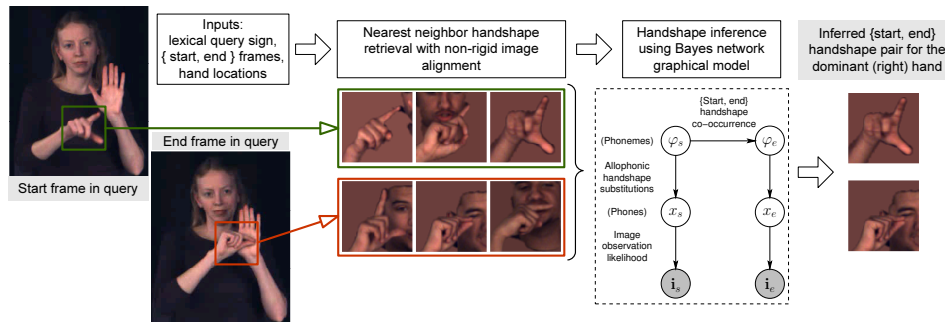 Inputs:
lexical query sign,
{ start, end } frames,
hand locations
Nearest neighbor handshape
retrieval with non-rigid image
alignment
Handshape inference
using Bayes network
graphical model
Inferred {start, end}
handshape pair for the
dominant (right) hand
Start frame in query
End frame in query
{Start, end}
handshape
co-occurrence
(Phonemes)
φs
φe
Allophonic
handshape
substitutions
(Phones)
xs
xe
Image
observation
likelihood
is
ie